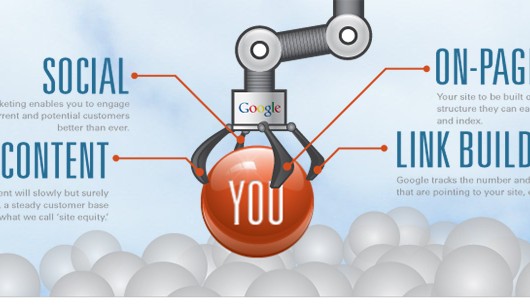 SOCIAL
keting enables you to engage
rrent and potential customers
better than ever.
CONTENT
ent will slowly but surely
, a steady customer base
what we call 'site equity.'
Google
YOU
ON-PAG
Your site to be built o
structure they can ea
and index.
LINK BUILD
Google tracks the number and
that are pointing to your site,